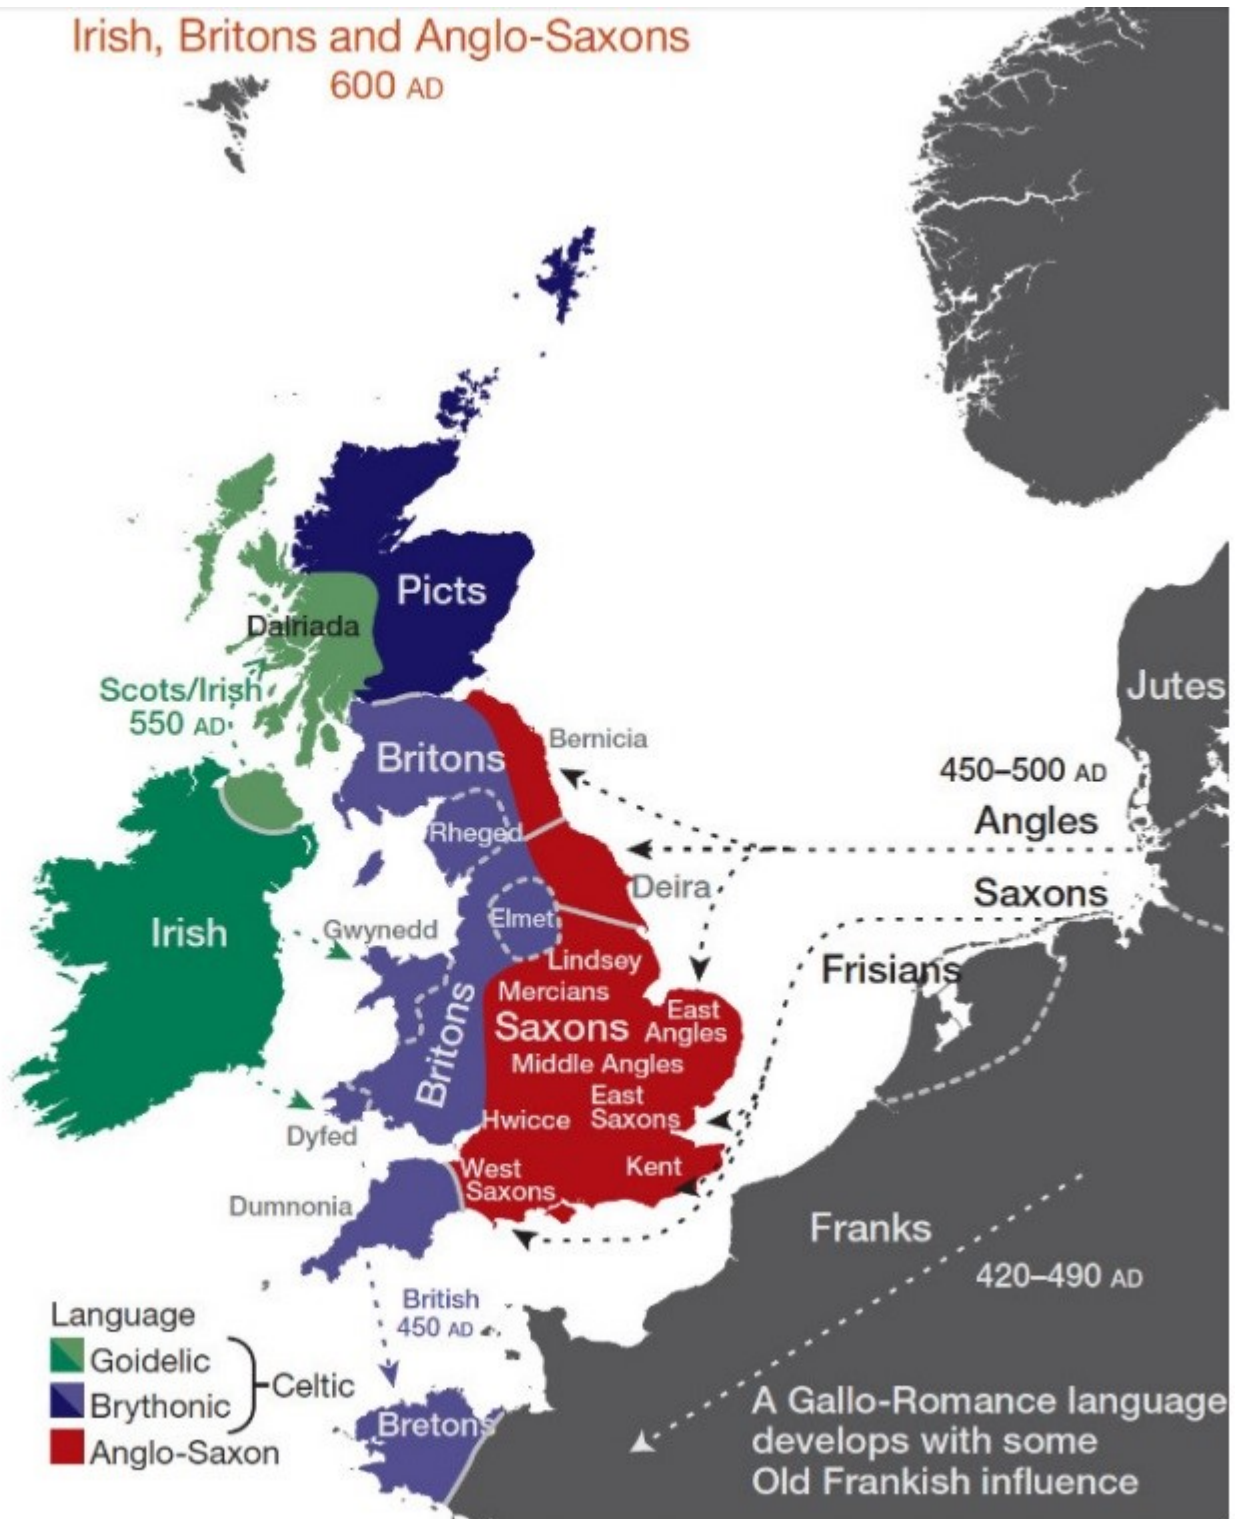 Irish, Britons and Anglo-Saxons
600 AD
Picts
Dalriada
Scots/Irish
550 AD
Jutes
Britons
Bernicia
450–500 AD
Angles
Rheged
Deira
Saxons
Elmet
Irish
Gwynedd
Lindsey
Frisians
Mercians
Saxons
East
Angles
Britons
Middle Angles
East
Saxons
Hwicce
Dyfed
West
Saxons
Kent
Dumnonia
Franks
420–490 AD
British
450 AD
Language
Goidelic
Brythonic
Celtic
Anglo-Saxon
Bretons
A Gallo-Romance language
develops with some
Old Frankish influence